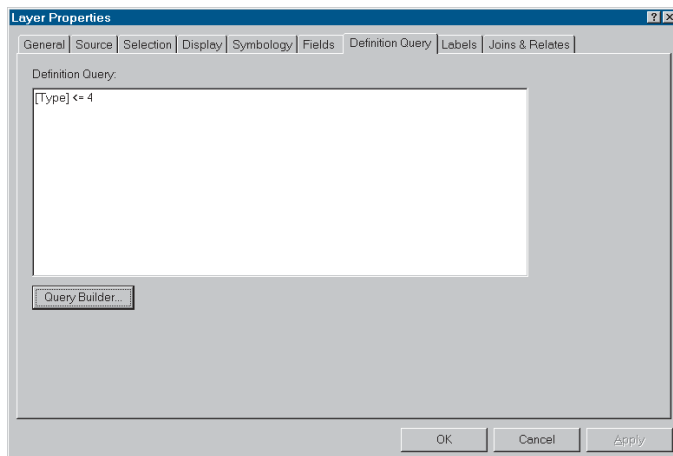 Layer Properties
? ×
General Source Selection Display Symbology Fields Definition Query Labels Joins & Relates
Definition Query:
[Type] <= 4
Query Builder...
OK Cancel Apply